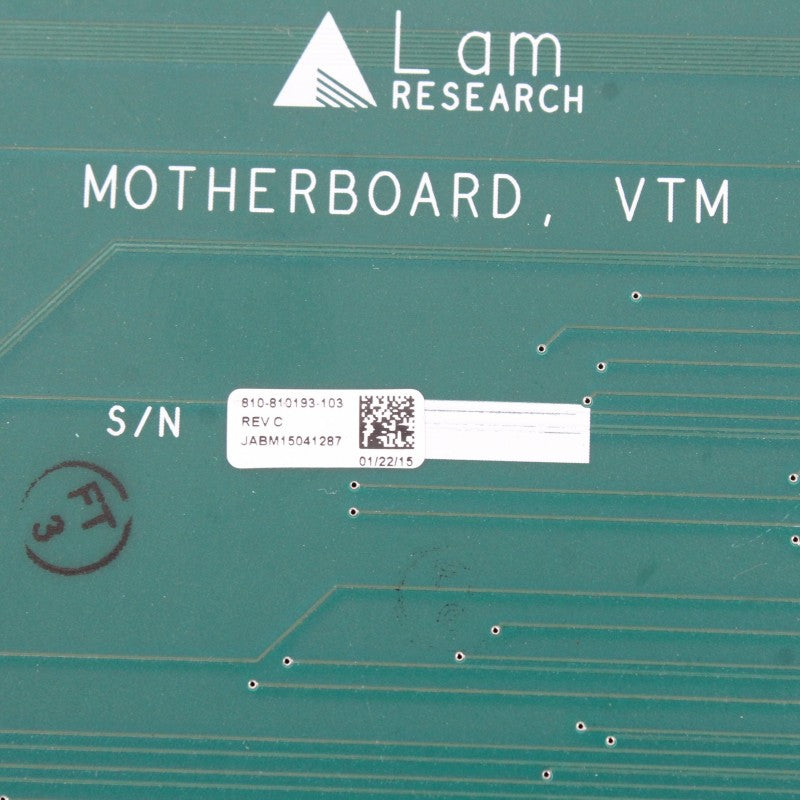 Lam
RESEARCH
MOTHERBOARD, VTM
S/N
810-810193-103
REV C
JABM15041287
01/22/15
FT
3